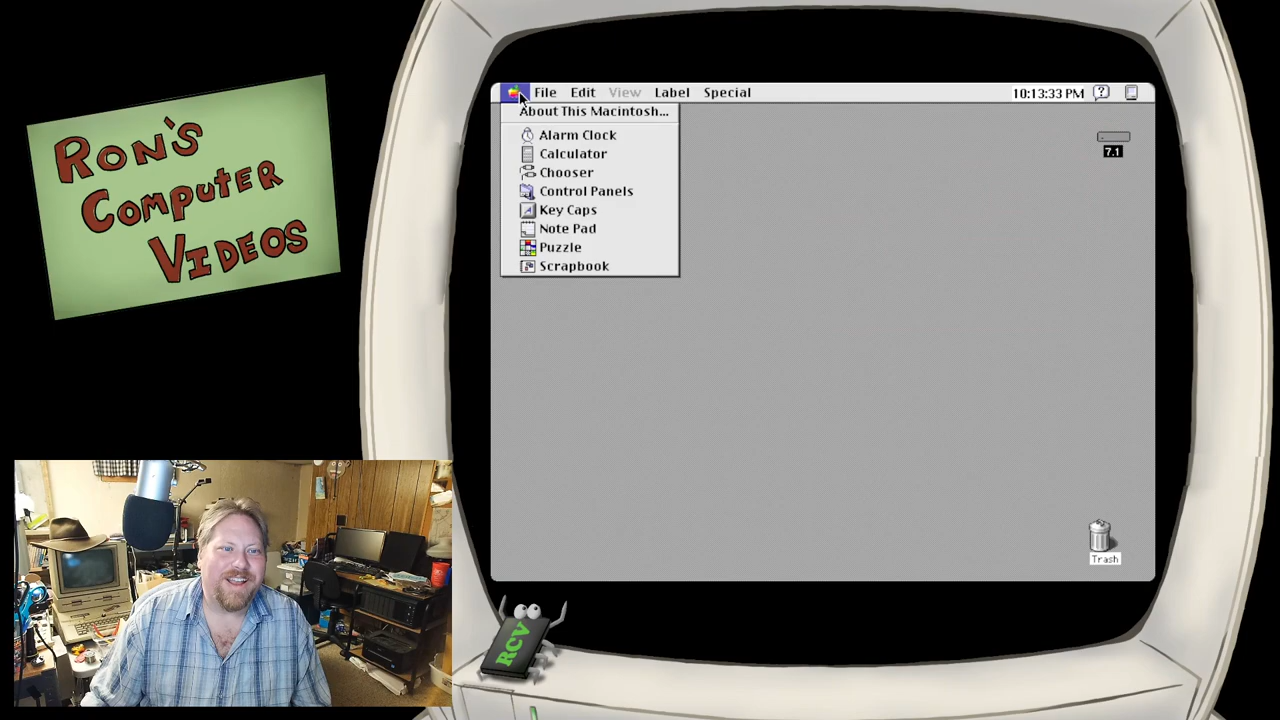 RON'S
COMPUTER
VIDEOS
File Edit View Label Special 10:13:33 PM
About This Macintosh...
Alarm Clock
Calculator
Chooser
Control Panels
Key Caps
Note Pad
Puzzle
Scrapbook
7.1
Trash
RCV